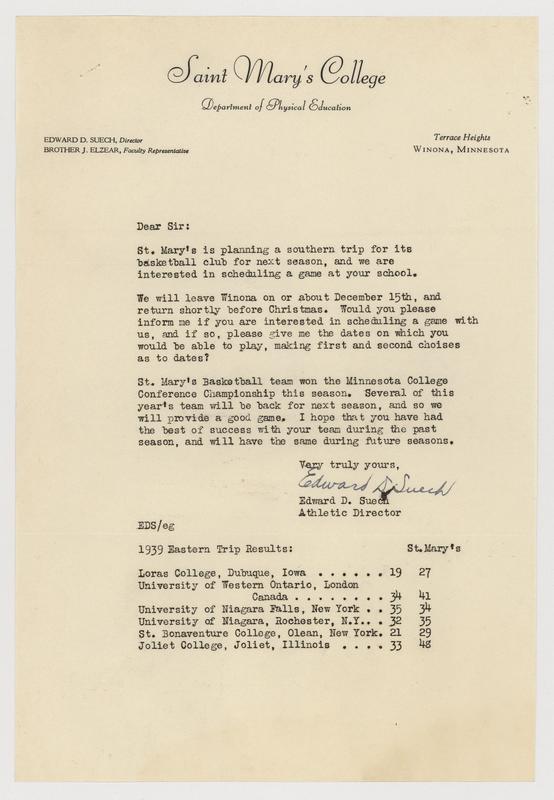 Saint Mary's College
Department of Physical Education
EDWARD D. SUECH, Director
BROTHER J. ELZEAR, Faculty Representative
Terrace Heights
WINONA, MINNESOTA
Dear Sir:
St. Mary's is planning a southern trip for its
basketball club for next season, and we are
interested in scheduling a game at your school.
We will leave Winona on or about December 15th, and
return shortly before Christmas. Would you please
inform me if you are interested in scheduling a game with
us, and if so, please give me the dates on which you
would be able to play, making first and second choises
as to dates?
St. Mary's Basketball team won the Minnesota College
Conference Championship this season. Several of this
year's team will be back for next season, and so we
will provide a good game. I hope that you have had
the best of success with your team during the past
season, and will have the same during future seasons.
Very truly yours,
Edward D. Suech
Edward D. Suech
Athletic Director
EDS/eg
1939 Eastern Trip Results: St.Mary's
Loras College, Dubuque, Iowa . . . . . . 19 27
University of Western Ontario, London
Canada . . . . . . . . 34 41
University of Niagara Falls, New York . . 35 34
University of Niagara, Rochester, N.Y.. . 32 35
St. Bonaventure College, Olean, New York. 21 29
Joliet College, Joliet, Illinois . . . . 33 48